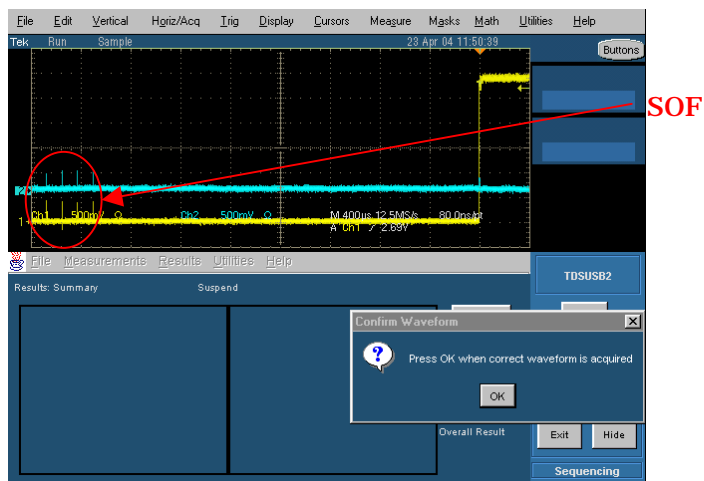 File Edit Vertical Horiz/Acq Trig Display Cursors Measure Masks Math Utilities Help
Tek Run Sample 23 Apr 04 11:50:39
Buttons
SOF
2
Ch1 500mV Ω Ch2 500mV Ω M 400µs 12.5MS/s 80.0ns/pt
1
A Ch1 2.69V
File Measurements Results Utilities Help
TDSUSB2
Results: Summary Suspend
Confirm Waveform
Press OK when correct waveform is acquired
OK
Overall Result
Exit Hide
Sequencing